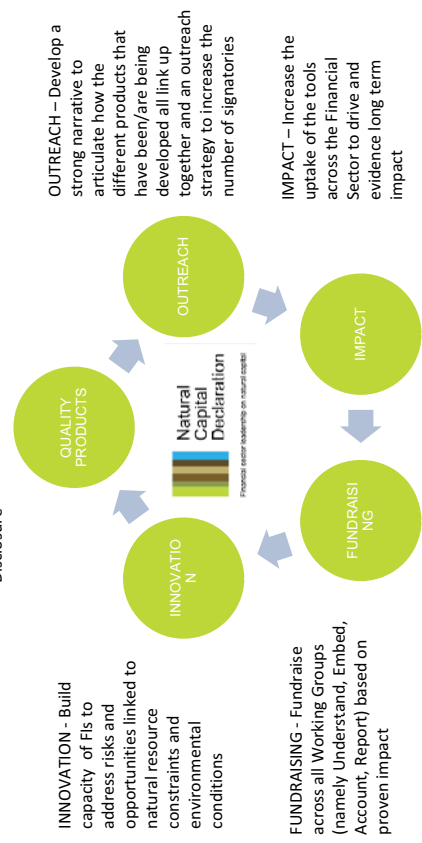 Disclosure
QUALITY
PRODUCTS
OUTREACH – Develop a
strong narrative to
articulate how the
different products that
have been/are being
developed all link up
together and an outreach
strategy to increase the
number of signatories
OUTREACH
IMPACT – Increase the
uptake of the tools
across the Financial
Sector to drive and
evidence long term
impact
IMPACT
FUNDRAISI
NG
FUNDRAISING - Fundraise
across all Working Groups
(namely Understand, Embed,
Account, Report) based on
proven impact
INNOVATIO
N
INNOVATION - Build
capacity of FIs to
address risks and
opportunities linked to
natural resource
constraints and
environmental
conditions
Natural
Capital
Declaration
Financial sector leadership on natural capital